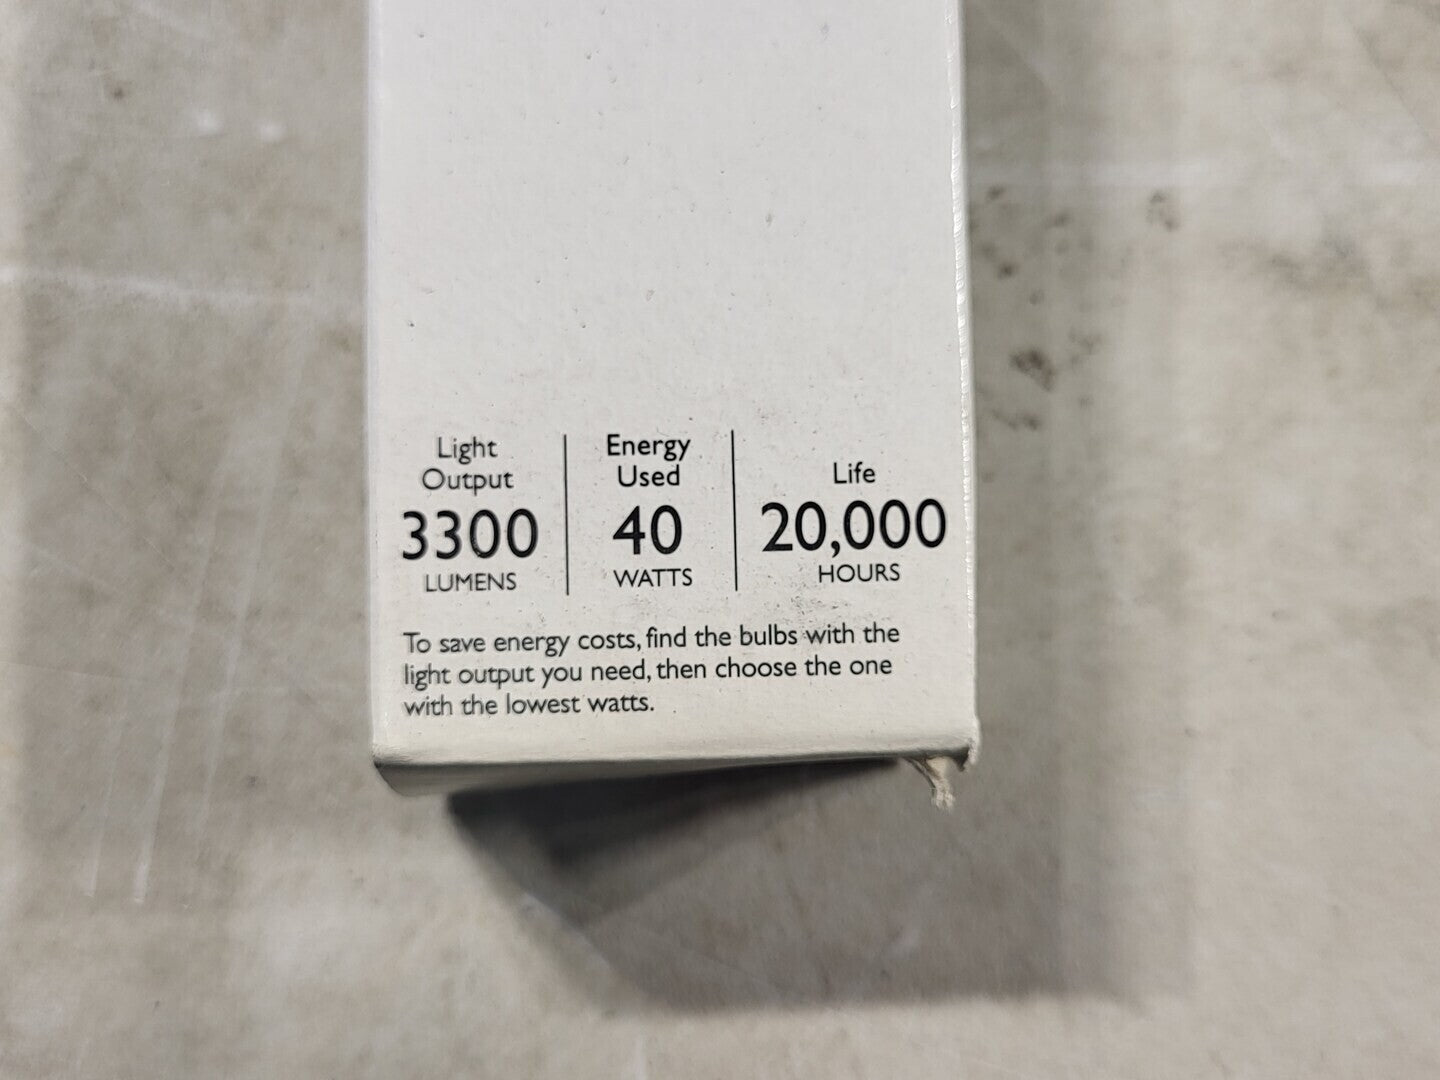 Light
Output
3300
LUMENS
Energy
Used
40
WATTS
Life
20,000
HOURS
To save energy costs, find the bulbs with the
light output you need, then choose the one
with the lowest watts.